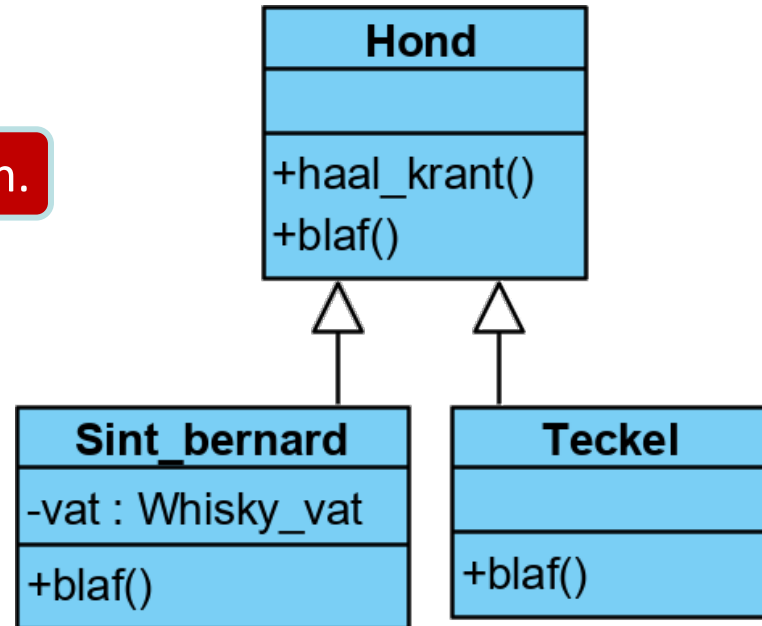 Hond
n.
+haal_krant()
+blaf()
Sint_bernard
Teckel
-vat : Whisky_vat
+blaf()
+blaf()